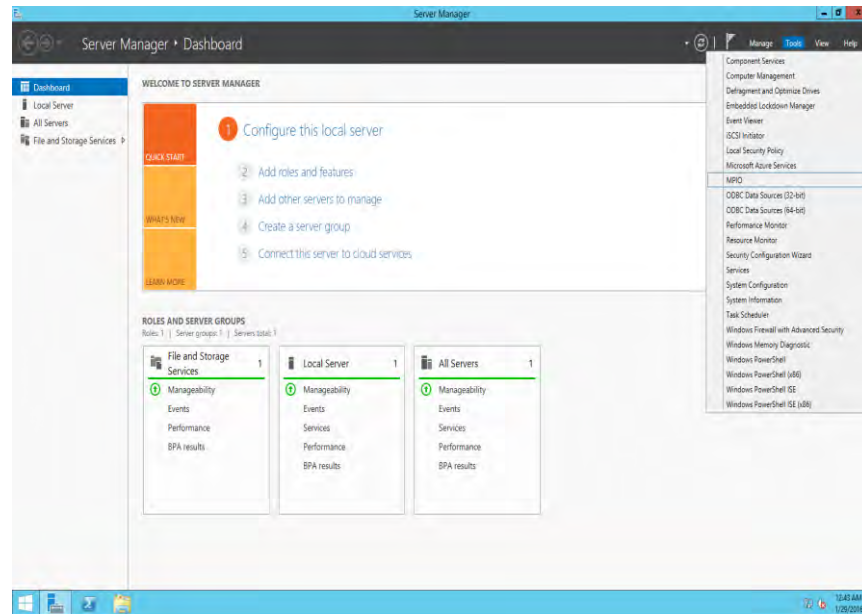 Server Manager
Server Manager • Dashboard
Manage Tools View Help
Dashboard
Local Server
All Servers
File and Storage Services
WELCOME TO SERVER MANAGER
QUICK START
WHAT'S NEW
LEARN MORE
1 Configure this local server
2 Add roles and features
3 Add other servers to manage
4 Create a server group
5 Connect this server to cloud services
ROLES AND SERVER GROUPS
Roles: 1 | Server groups: 1 | Servers total: 1
File and Storage Services 1
Manageability
Events
Performance
BPA results
Local Server 1
Manageability
Events
Services
Performance
BPA results
All Servers 1
Manageability
Events
Services
Performance
BPA results
Component Services
Computer Management
Defragment and Optimize Drives
Embedded Lockdown Manager
Event Viewer
iSCSI Initiator
Local Security Policy
Microsoft Azure Services
MPIO
ODBC Data Sources (32-bit)
ODBC Data Sources (64-bit)
Performance Monitor
Resource Monitor
Security Configuration Wizard
Services
System Configuration
System Information
Task Scheduler
Windows Firewall with Advanced Security
Windows Memory Diagnostic
Windows PowerShell
Windows PowerShell (x86)
Windows PowerShell ISE
Windows PowerShell ISE (x86)
12:43 AM